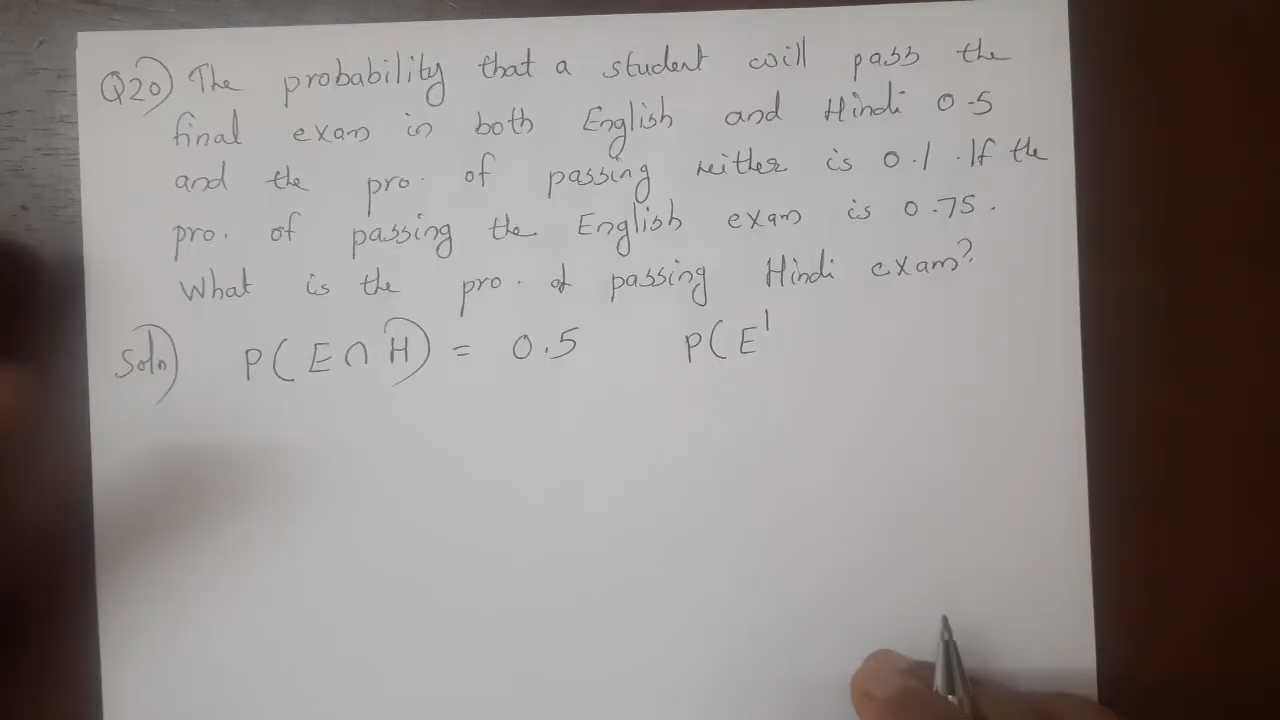 Q20) The probability that a student will pass the
final exam in both English and Hindi 0.5
and the pro. of passing neither is 0.1. If the
pro. of passing the English exam is 0.75.
What is the pro. of passing Hindi exam?
Soln) P(E∩H) = 0.5 P(E'